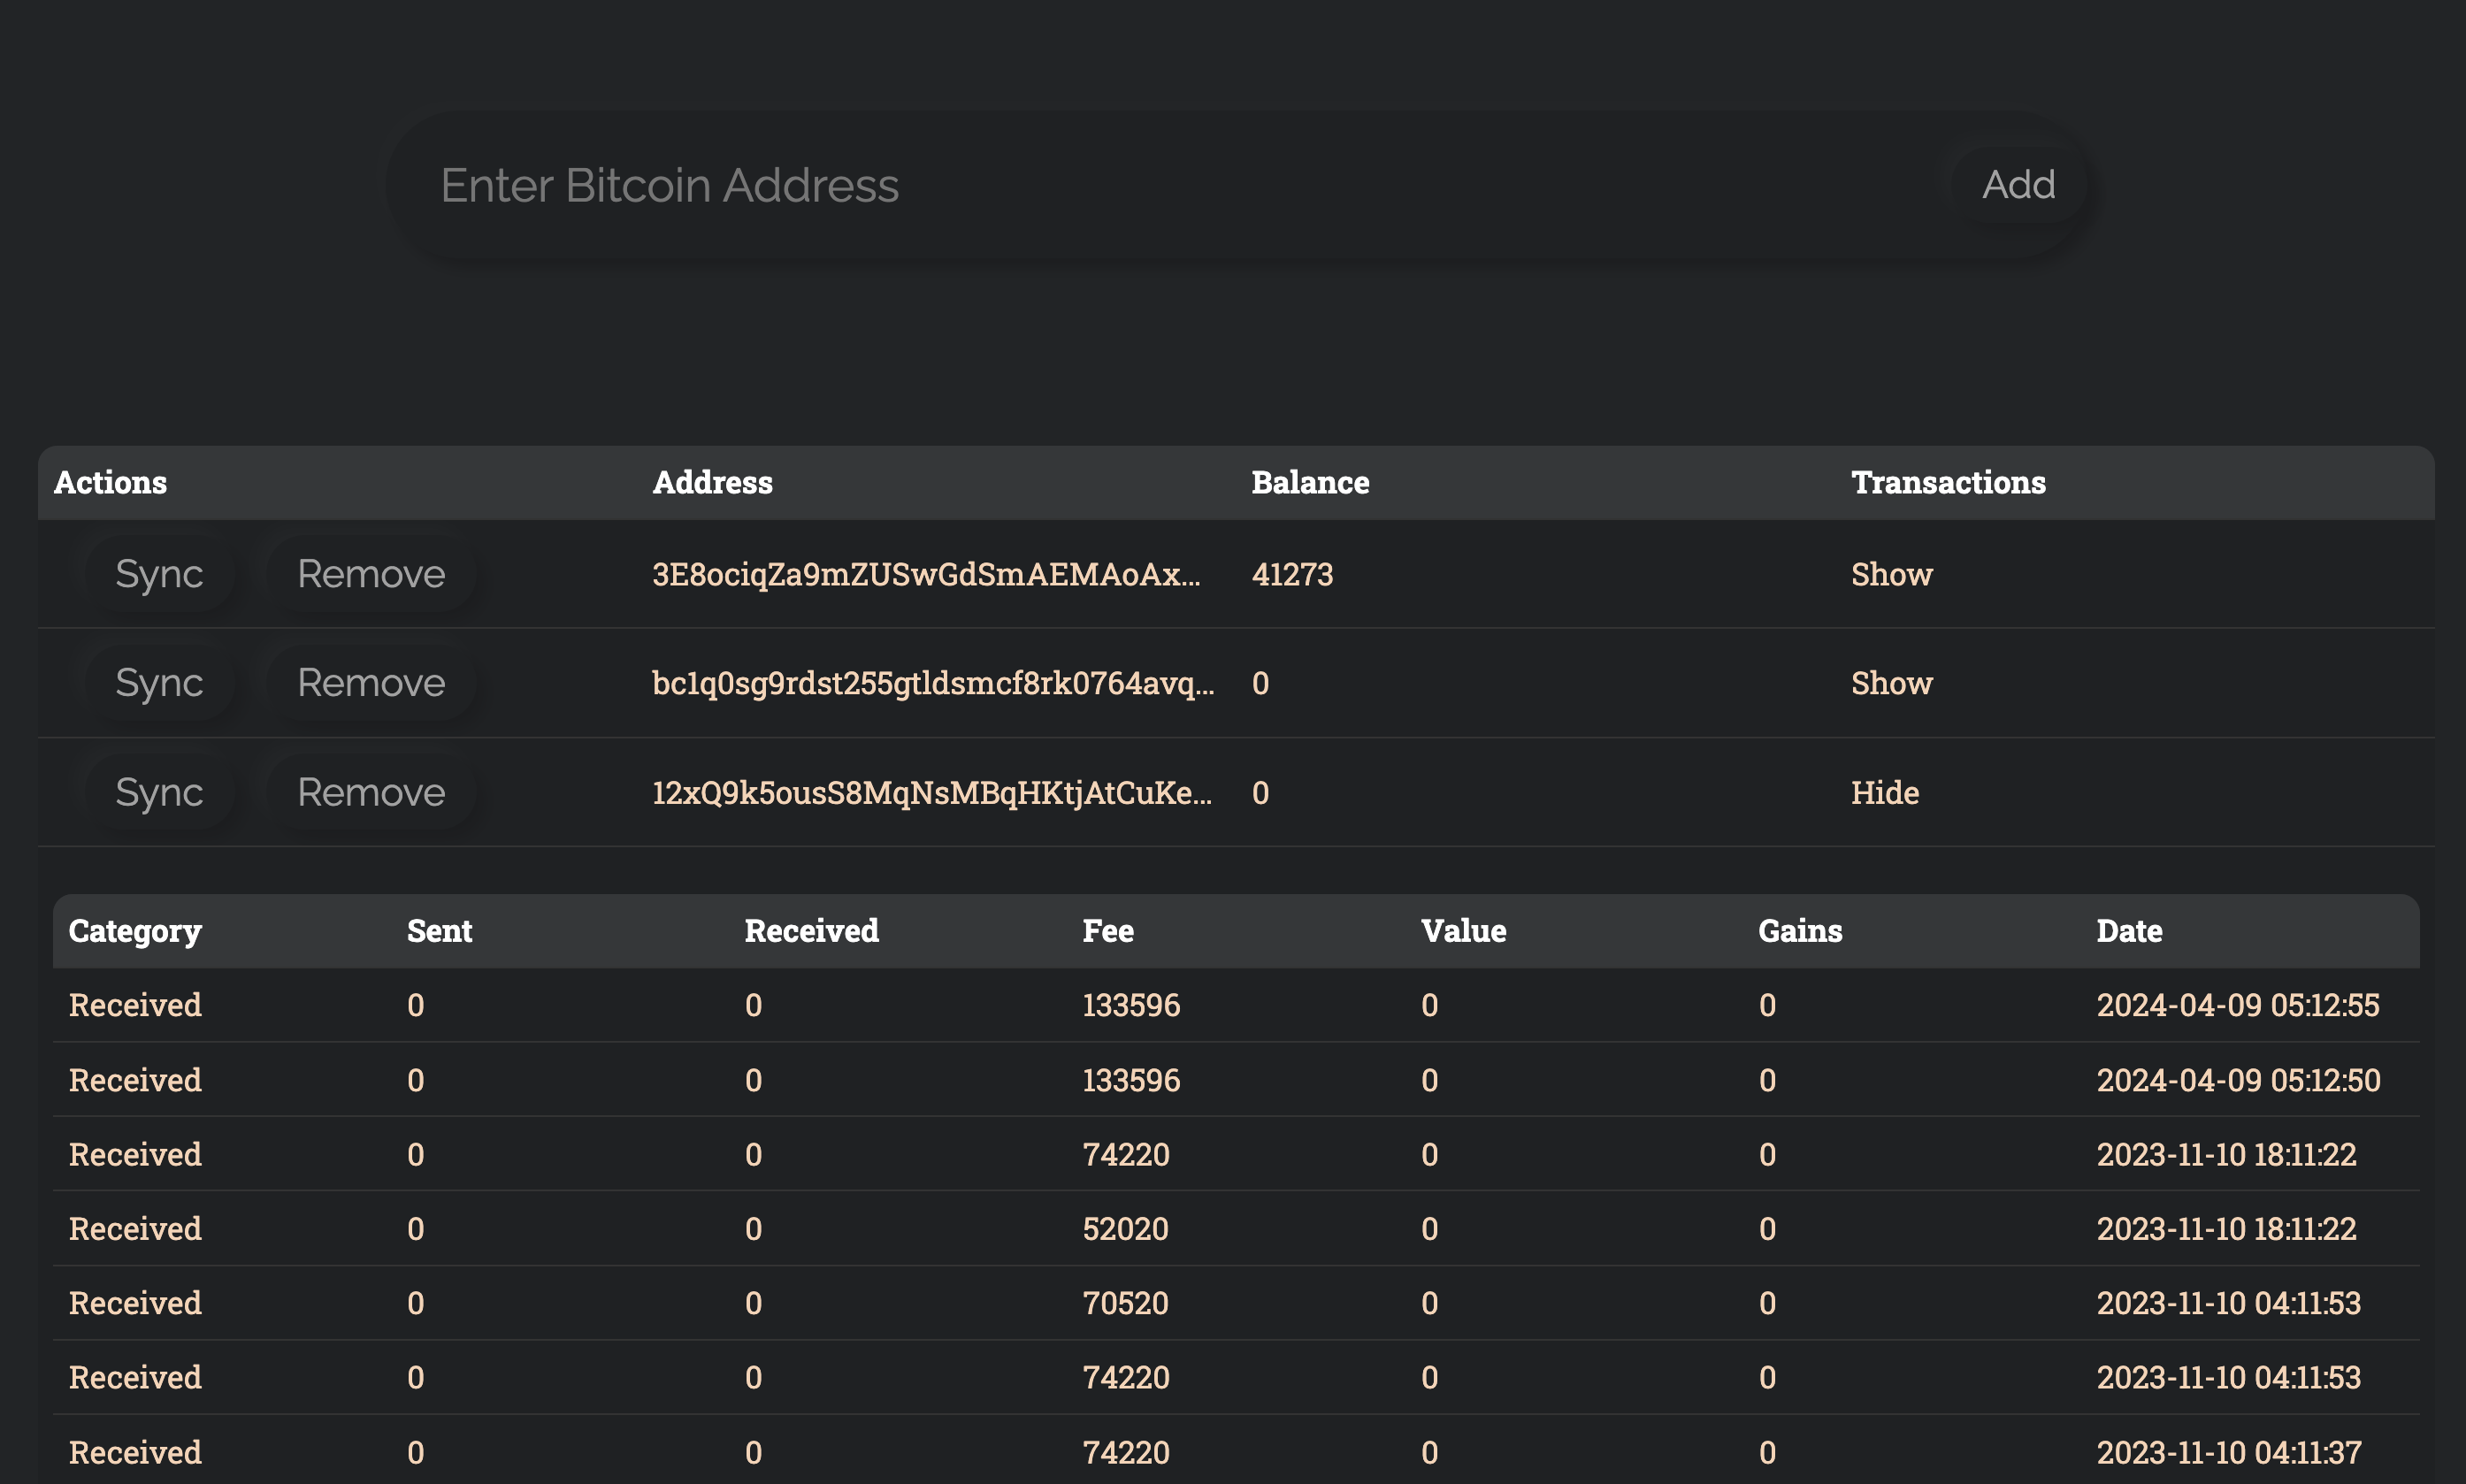 Enter Bitcoin Address Add
Actions Address Balance Transactions
Sync Remove 3E8ociqZa9mZUSwGdSmAEMAoAx... 41273 Show
Sync Remove bc1q0sg9rdst255gtldsmcf8rk0764avq... 0 Show
Sync Remove 12xQ9k5ousS8MqNsMBqHKtjAtCuKe... 0 Hide
Category Sent Received Fee Value Gains Date
Received 0 0 133596 0 0 2024-04-09 05:12:55
Received 0 0 133596 0 0 2024-04-09 05:12:50
Received 0 0 74220 0 0 2023-11-10 18:11:22
Received 0 0 52020 0 0 2023-11-10 18:11:22
Received 0 0 70520 0 0 2023-11-10 04:11:53
Received 0 0 74220 0 0 2023-11-10 04:11:53
Received 0 0 74220 0 0 2023-11-10 04:11:37